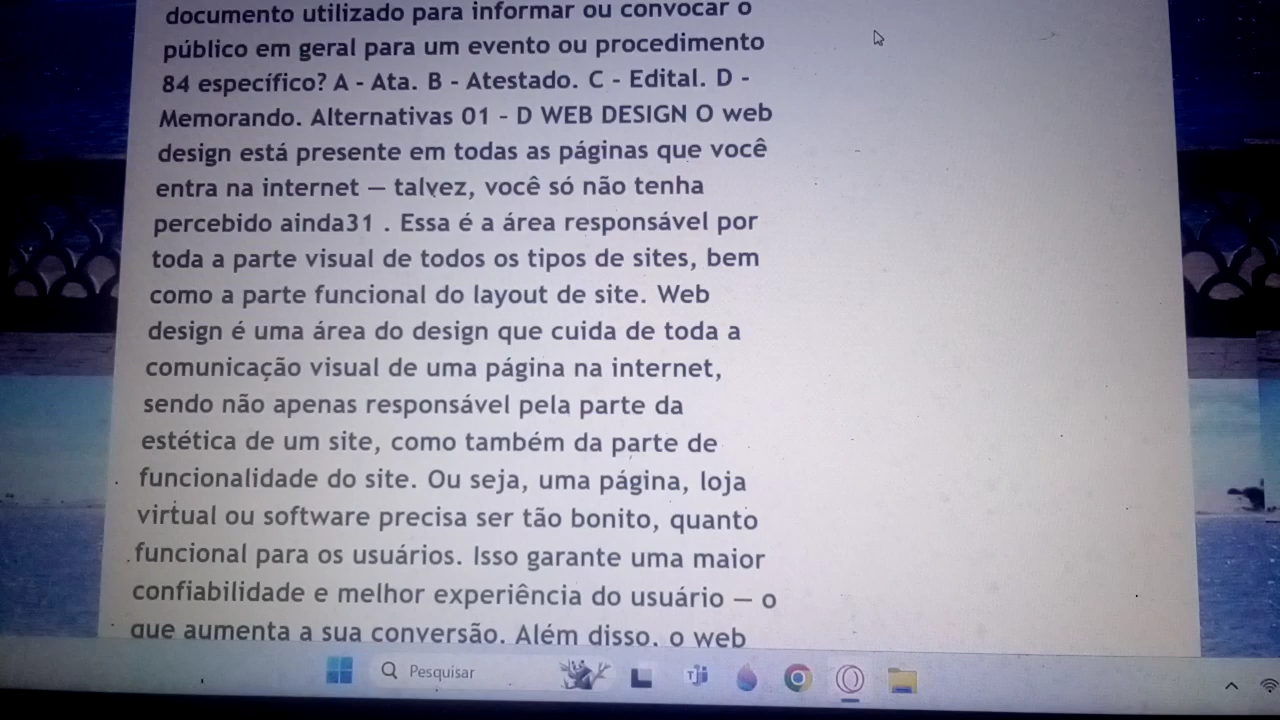 documento utilizado para informar ou convocar o
público em geral para um evento ou procedimento
84 específico? A - Ata. B - Atestado. C - Edital. D -
Memorando. Alternativas 01 - D WEB DESIGN O web
design está presente em todas as páginas que você
entra na internet — talvez, você só não tenha
percebido ainda31 . Essa é a área responsável por
toda a parte visual de todos os tipos de sites, bem
como a parte funcional do layout de site. Web
design é uma área do design que cuida de toda a
comunicação visual de uma página na internet,
sendo não apenas responsável pela parte da
estética de um site, como também da parte de
funcionalidade do site. Ou seja, uma página, loja
virtual ou software precisa ser tão bonito, quanto
funcional para os usuários. Isso garante uma maior
confiabilidade e melhor experiência do usuário — o
que aumenta a sua conversão. Além disso, o web
Pesquisar